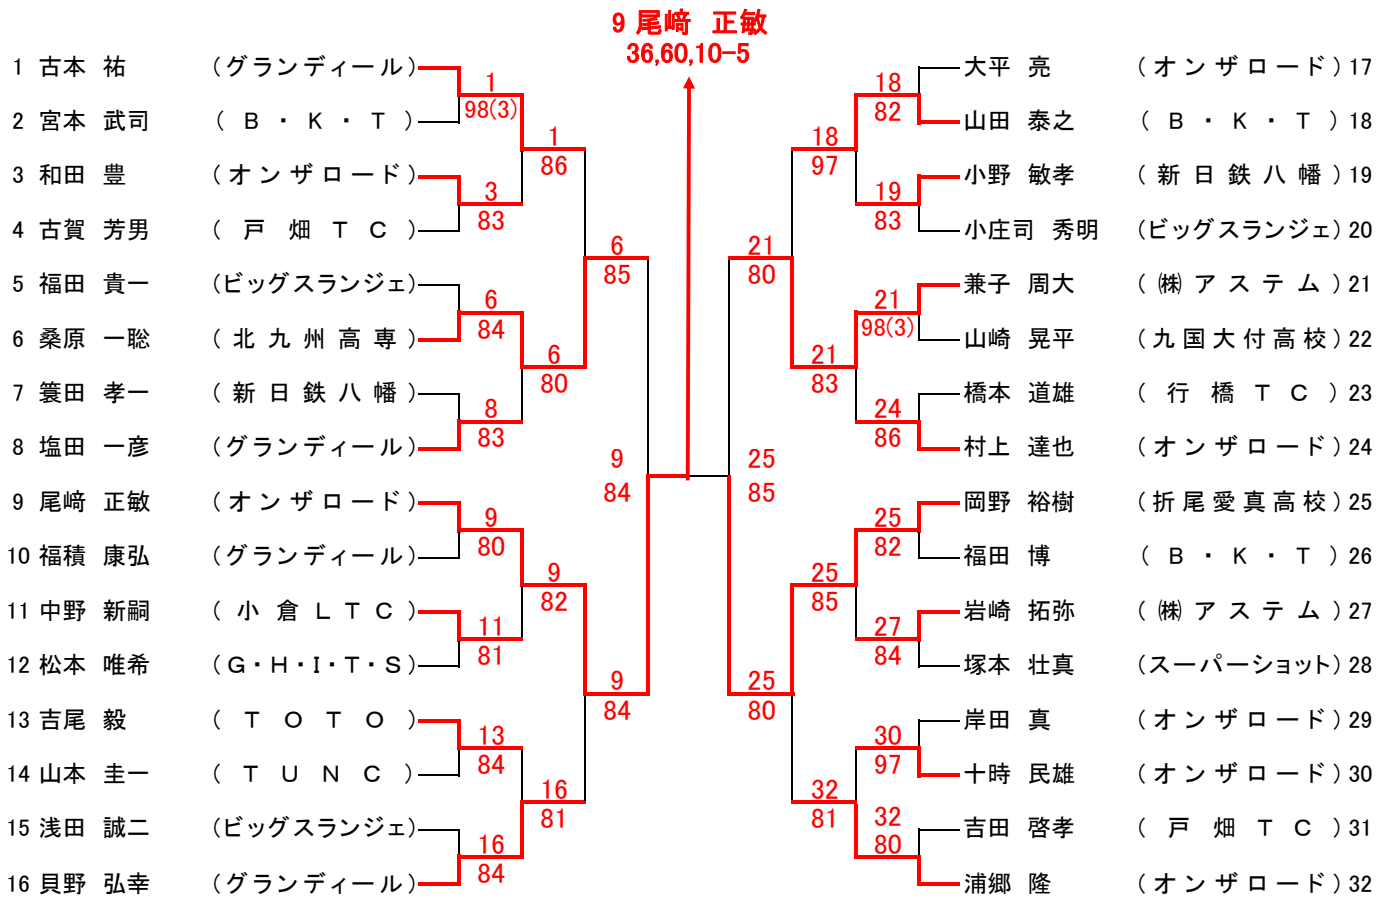 9 尾﨑 正敏
36,60,10-5
1 古本 祐 (グランディール)
2 宮本 武司 (B・K・T)
3 和田 豊 (オンザロード)
4 古賀 芳男 (戸畑TC)
5 福田 貴一 (ビッグスランジェ)
6 桑原 一聡 (北九州高専)
7 簑田 孝一 (新日鉄八幡)
8 塩田 一彦 (グランディール)
9 尾﨑 正敏 (オンザロード)
10 福積 康弘 (グランディール)
11 中野 新嗣 (小倉LTC)
12 松本 唯希 (G・H・I・T・S)
13 吉尾 毅 (TOTO)
14 山本 圭一 (TUNC)
15 浅田 誠二 (ビッグスランジェ)
16 貝野 弘幸 (グランディール)
1
98(3)
3
83
6
84
8
83
9
80
11
81
13
84
16
84
1
86
6
80
9
82
16
81
6
85
9
84
9
84
25
85
21
80
25
80
18
97
21
83
25
85
32
81
18
82
19
83
21
98(3)
24
86
25
82
27
84
30
97
32
80
大平 亮 (オンザロード) 17
山田 泰之 (B・K・T) 18
小野 敏孝 (新日鉄八幡) 19
小庄司 秀明 (ビッグスランジェ) 20
兼子 周大 (㈱アステム) 21
山崎 晃平 (九国大付高校) 22
橋本 道雄 (行橋TC) 23
村上 達也 (オンザロード) 24
岡野 裕樹 (折尾愛真高校) 25
福田 博 (B・K・T) 26
岩崎 拓弥 (㈱アステム) 27
塚本 壮真 (スーパーショット) 28
岸田 真 (オンザロード) 29
十時 民雄 (オンザロード) 30
吉田 啓孝 (戸畑TC) 31
浦郷 隆 (オンザロード) 32